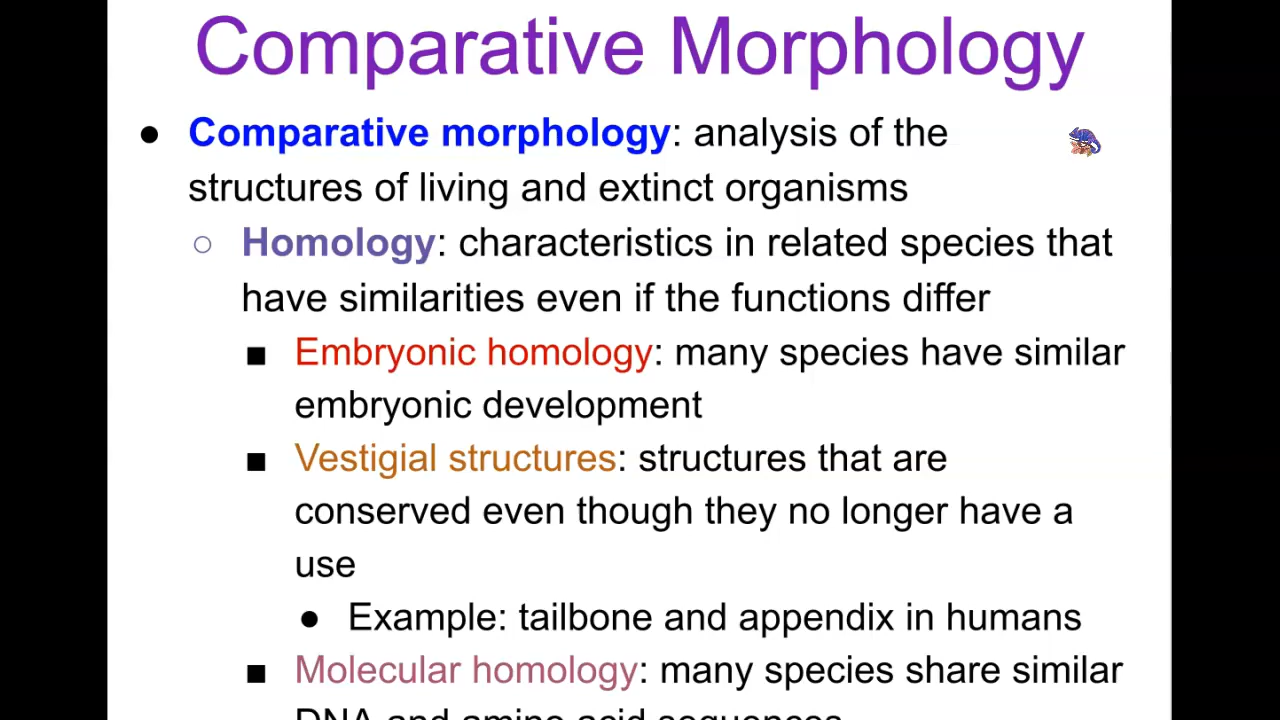 Comparative Morphology
● Comparative morphology: analysis of the
structures of living and extinct organisms
○ Homology: characteristics in related species that
have similarities even if the functions differ
■ Embryonic homology: many species have similar
embryonic development
■ Vestigial structures: structures that are
conserved even though they no longer have a
use
● Example: tailbone and appendix in humans
■ Molecular homology: many species share similar
DNA and amino acid sequences